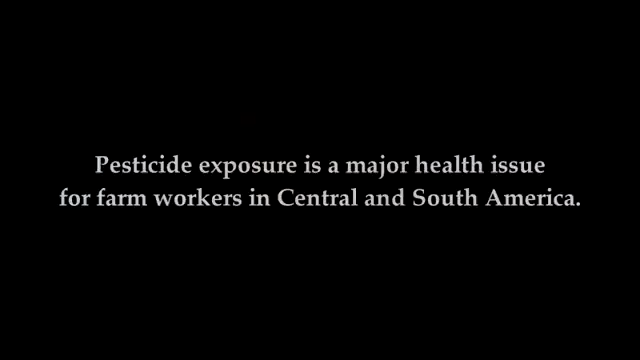 Pesticide exposure is a major health issue
for farm workers in Central and South America.